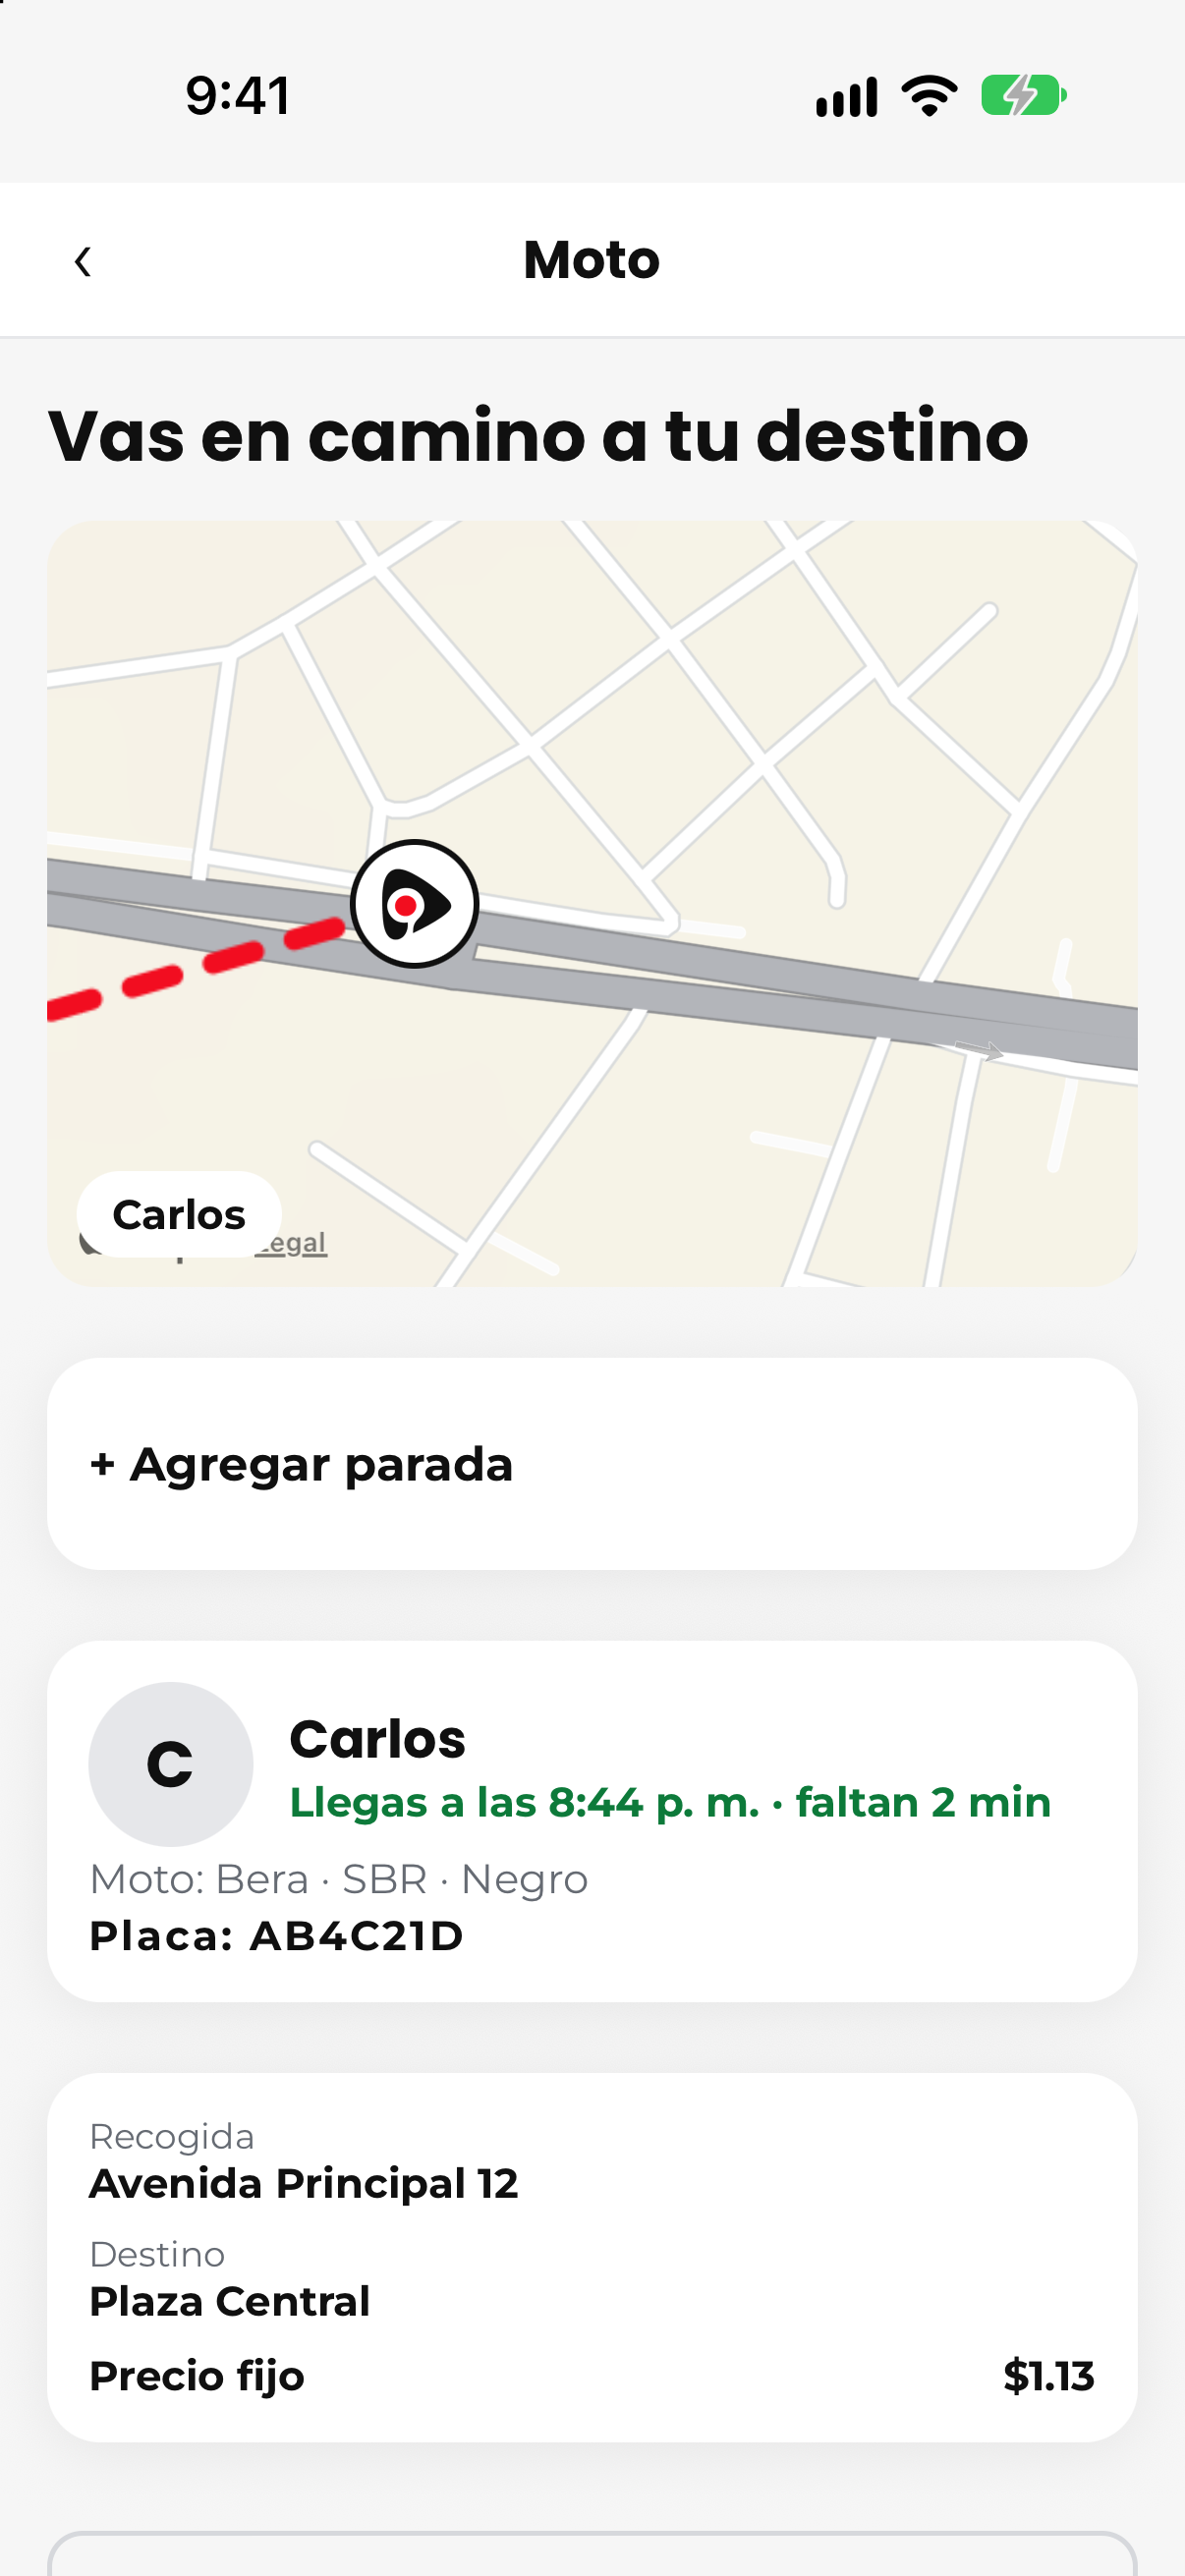 9:41
‹ Moto
Vas en camino a tu destino
Carlos
Legal
+ Agregar parada
C
Carlos
Llegas a las 8:44 p. m. · faltan 2 min
Moto: Bera · SBR · Negro
Placa: AB4C21D
Recogida
Avenida Principal 12
Destino
Plaza Central
Precio fijo $1.13